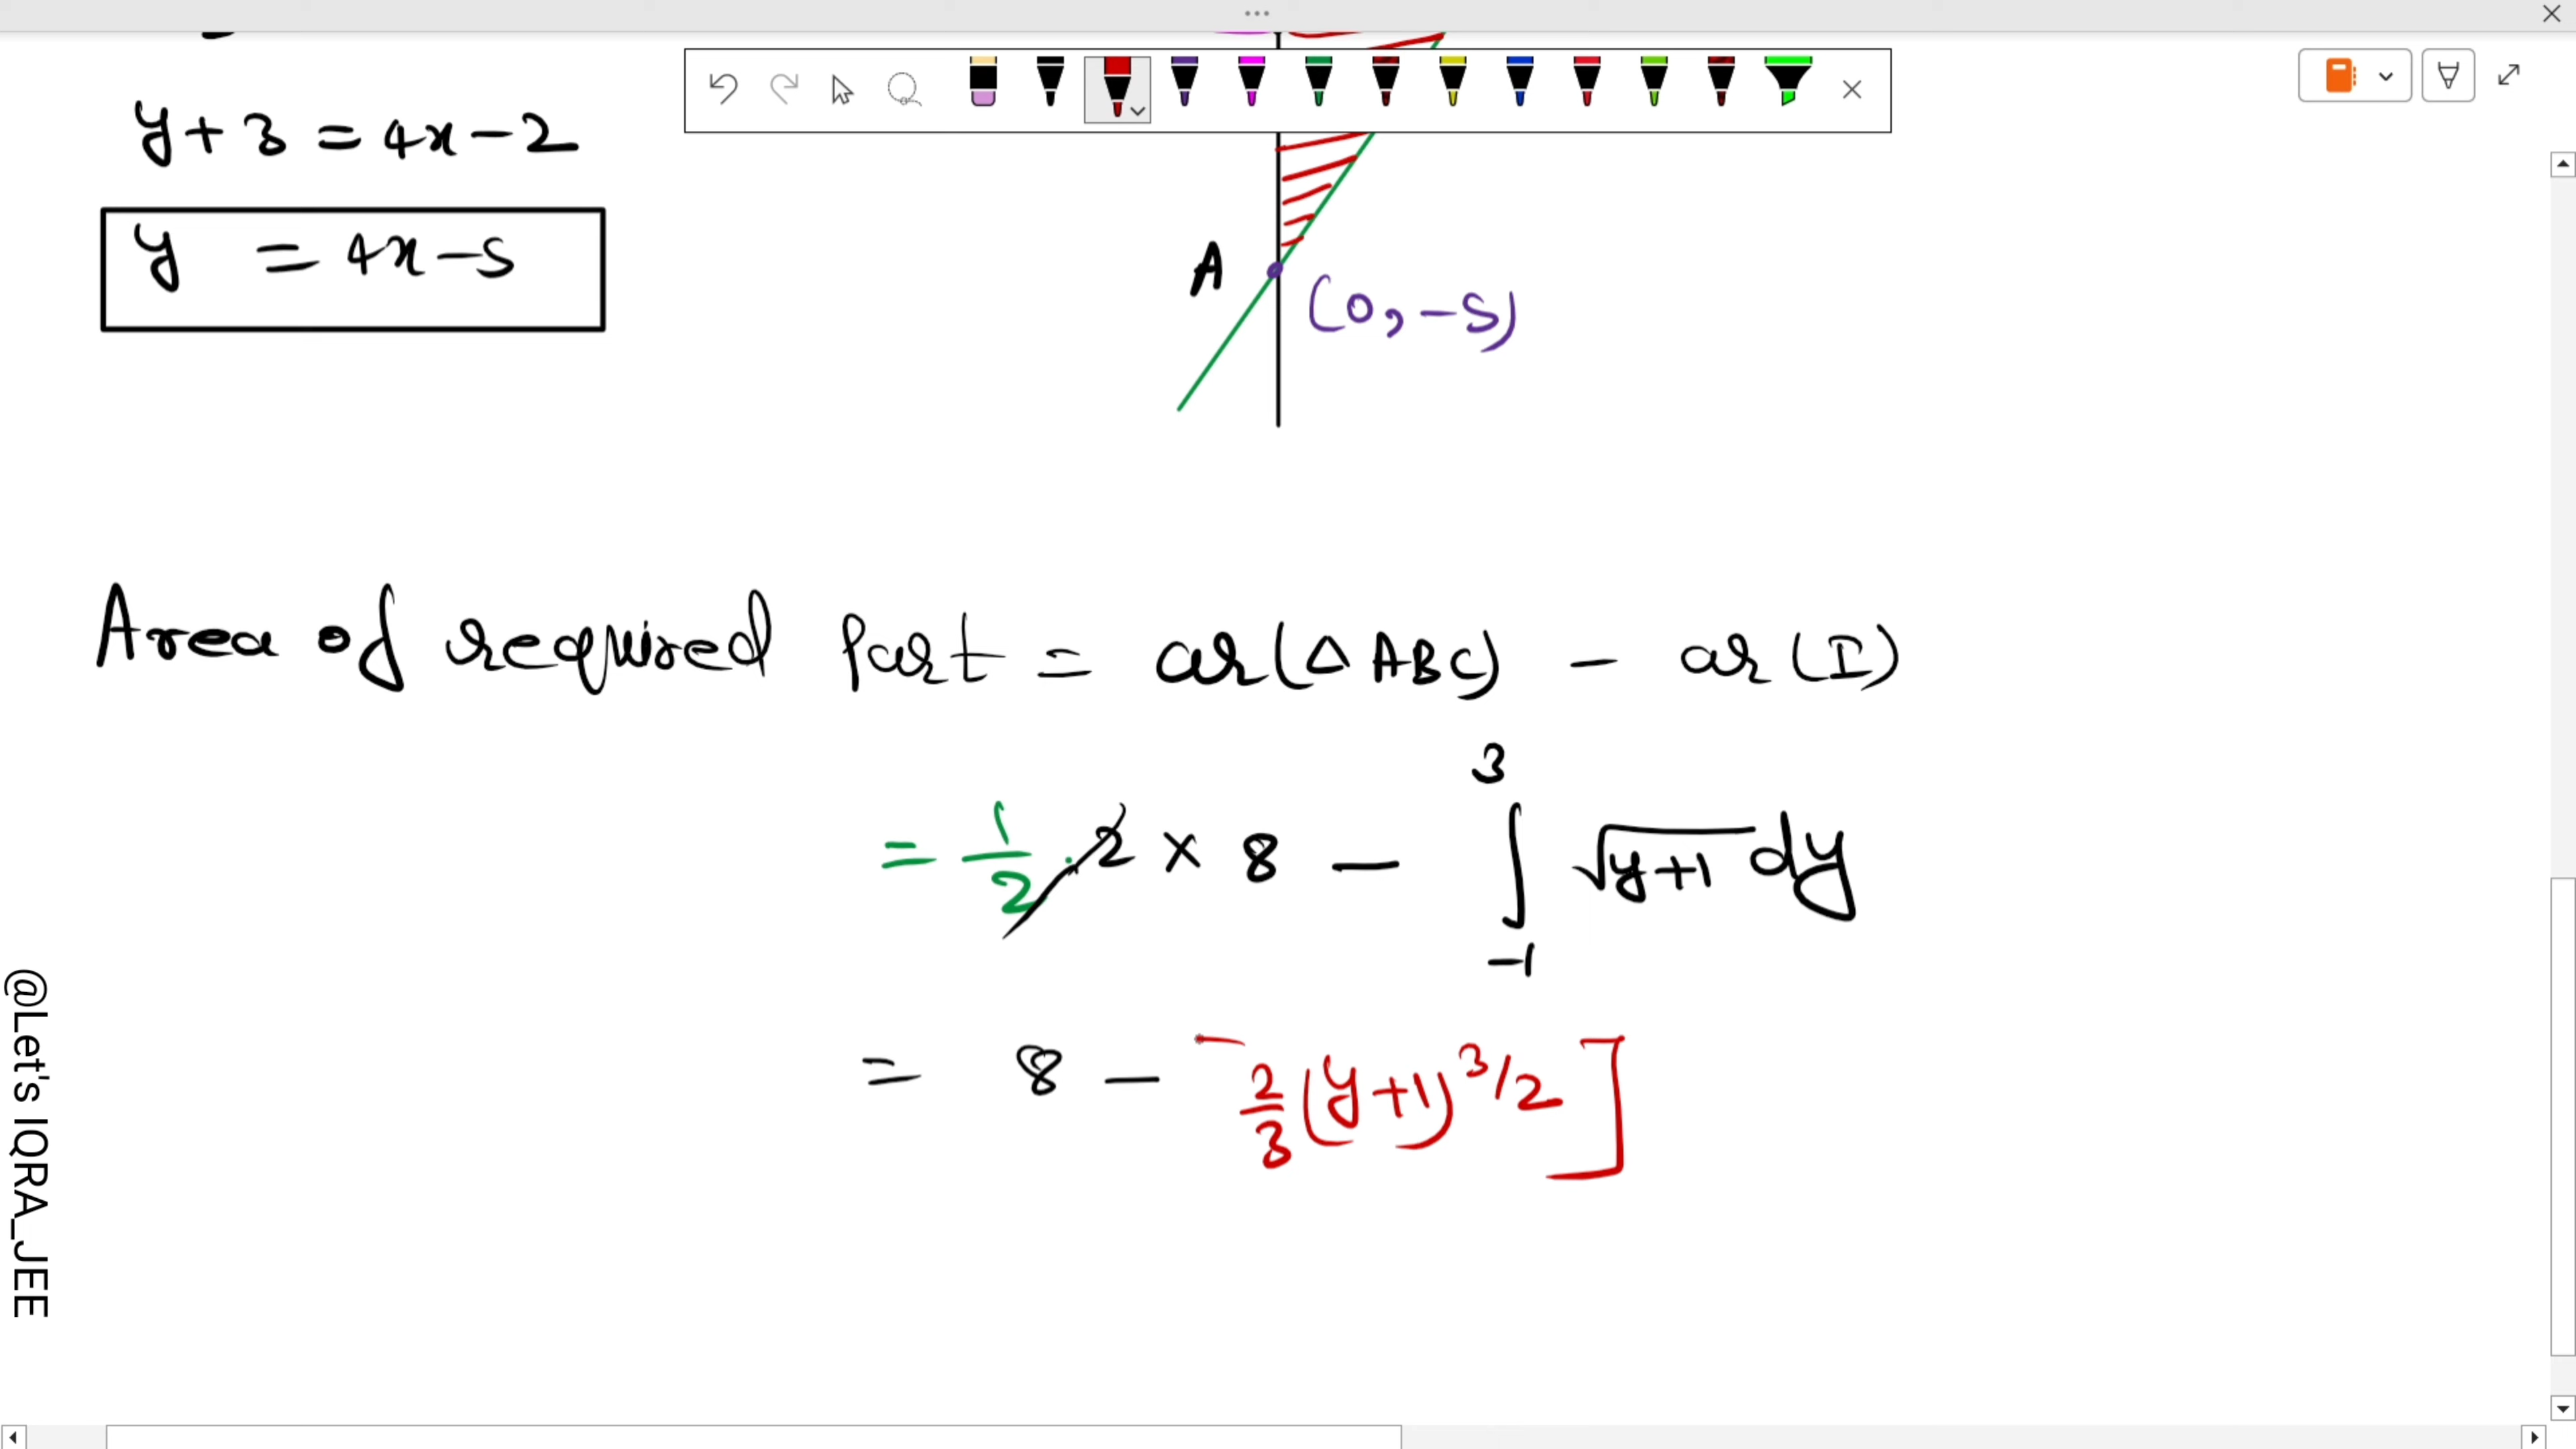 y + 3 = 4x - 2
y = 4x - 5
A
(0, -5)
Area of required Part = ar(Δ ABC) - ar (I)
= 1/2 . 2 × 8 - ∫_{-1}^{3} √(y+1) dy
= 8 - 2/3 (y+1)^{3/2} ]
@Let's IQRA_JEE